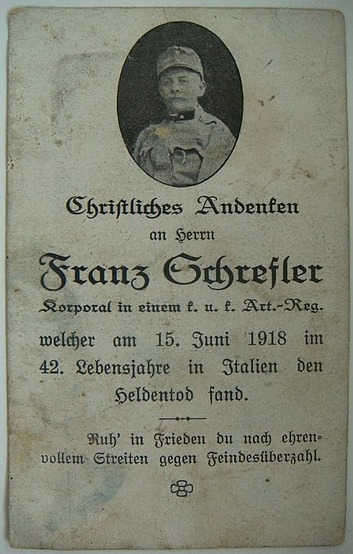 Christliches Andenken
an Herrn
Franz Schrefler
Korporal in einem k. u. k. Art.-Reg.
welcher am 15. Juni 1918 im
42. Lebensjahre in Italien den
Heldentod fand.
Ruh' in Frieden du nach ehren-
vollem Streiten gegen Feindesüberzahl.